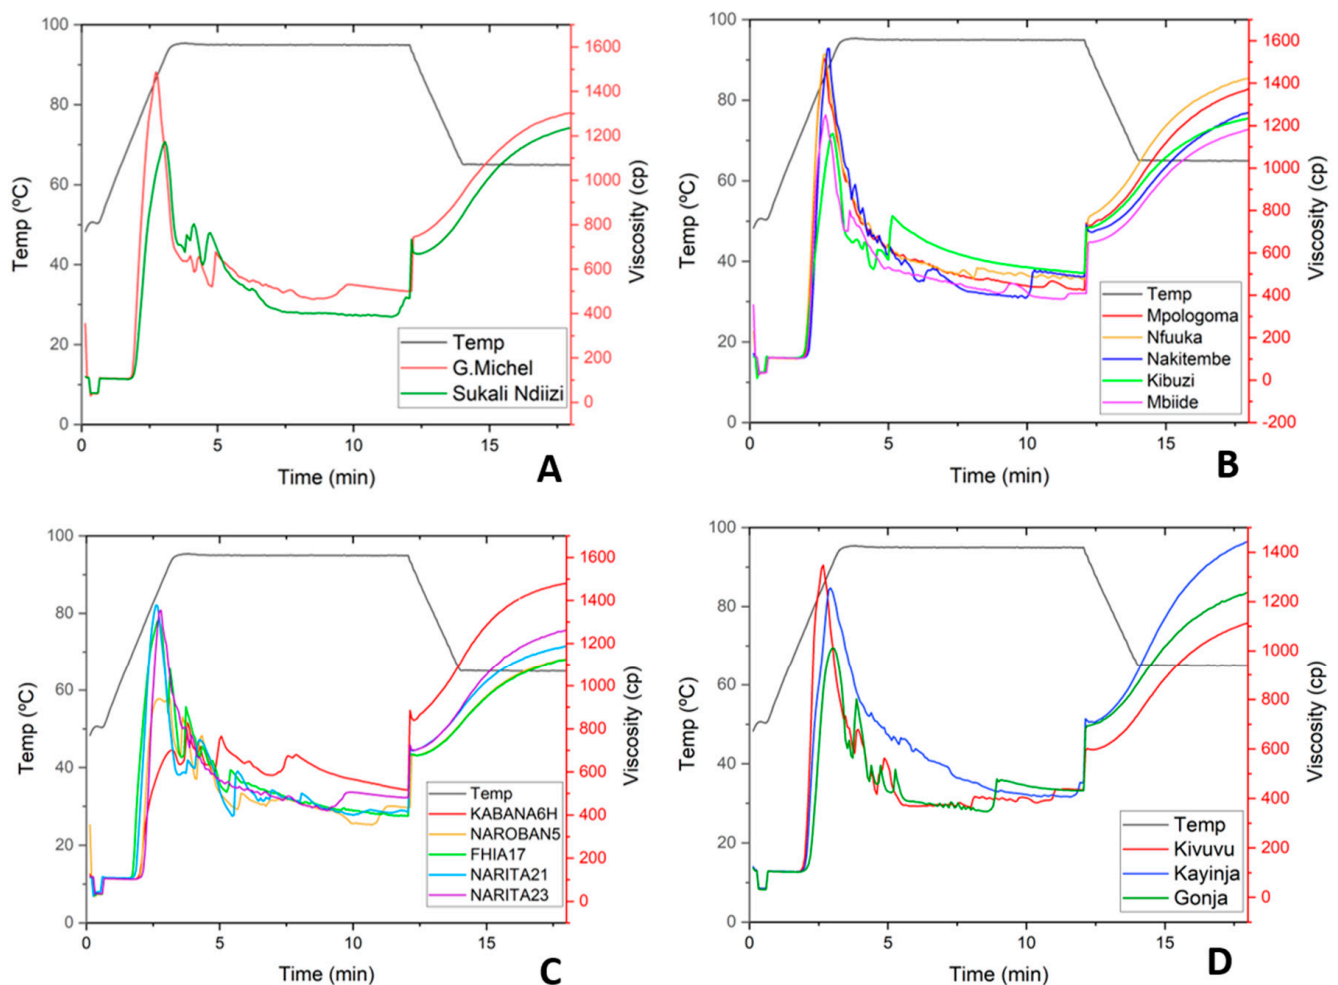 100
80
60
40
20
0
Temp (ºC)
1600
1400
1200
1000
800
600
400
200
0
Viscosity (cp)
Temp
G.Michel
Sukali Ndiizi
0
5
10
15
Time (min)
A
100
80
60
40
20
0
Temp (ºC)
1600
1400
1200
1000
800
600
400
200
0
-200
Viscosity (cp)
Temp
Mpologoma
Nfuuka
Nakitembe
Kibuzi
Mbiide
0
5
10
15
Time (min)
B
100
80
60
40
20
0
Temp (ºC)
1600
1400
1200
1000
800
600
400
200
0
Viscosity (cp)
Temp
KABANA6H
NAROBAN5
FHIA17
NARITA21
NARITA23
0
5
10
15
Time (min)
C
100
80
60
40
20
0
Temp (ºC)
1400
1200
1000
800
600
400
200
0
Viscosity (cp)
Temp
Kivuvu
Kayinja
Gonja
0
5
10
15
Time (min)
D